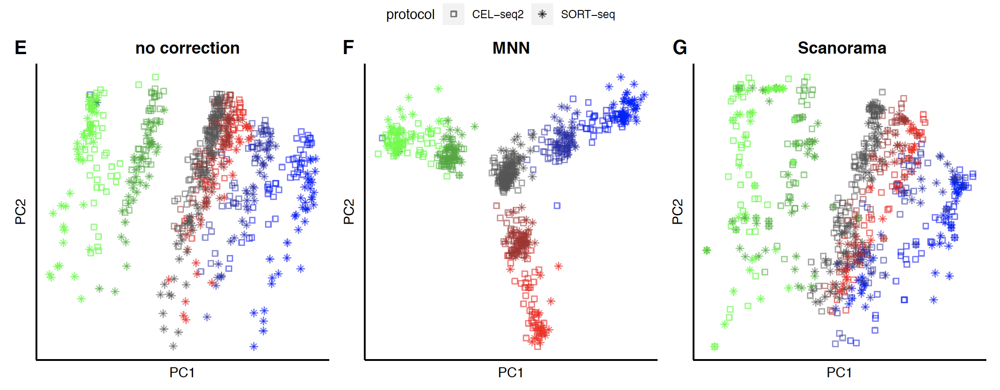 protocol CEL-seq2 SORT-seq
E no correction F MNN G Scanorama
PC2 PC2 PC2
PC1 PC1 PC1